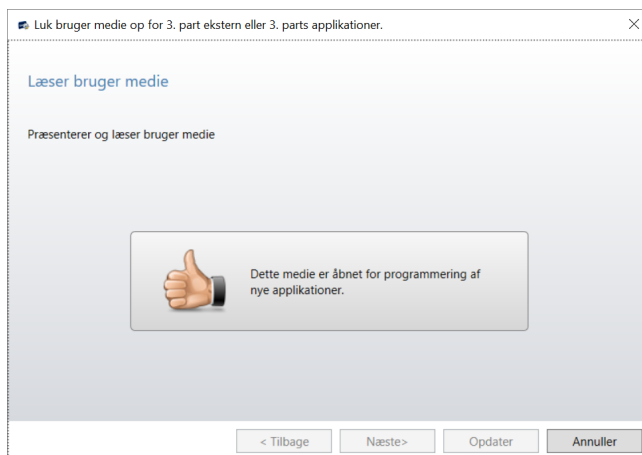 Luk bruger medie op for 3. part ekstern eller 3. parts applikationer.
Læser bruger medie
Præsenterer og læser bruger medie
Dette medie er åbnet for programmering af
nye applikationer.
< Tilbage
Næste>
Opdater
Annuller